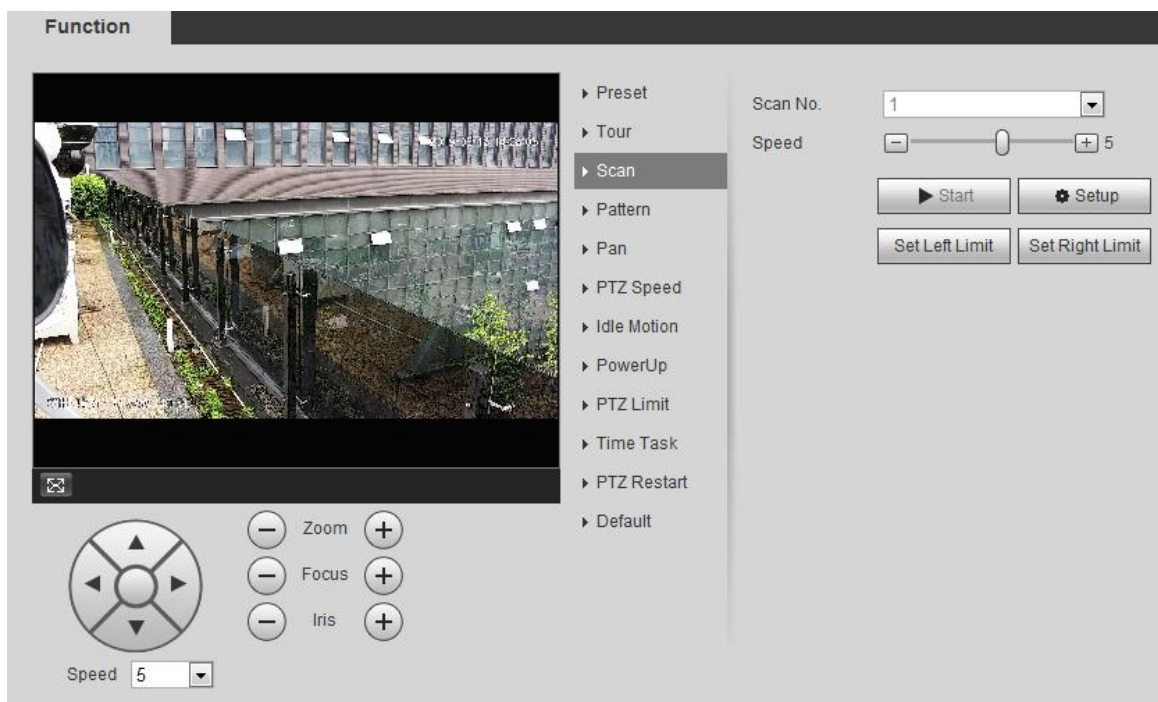 Function
Preset
Tour
Scan
Pattern
Pan
PTZ Speed
Idle Motion
PowerUp
PTZ Limit
Time Task
PTZ Restart
Default
Scan No. 1
Speed 5
Start Setup
Set Left Limit Set Right Limit
Zoom
Focus
Iris
Speed 5